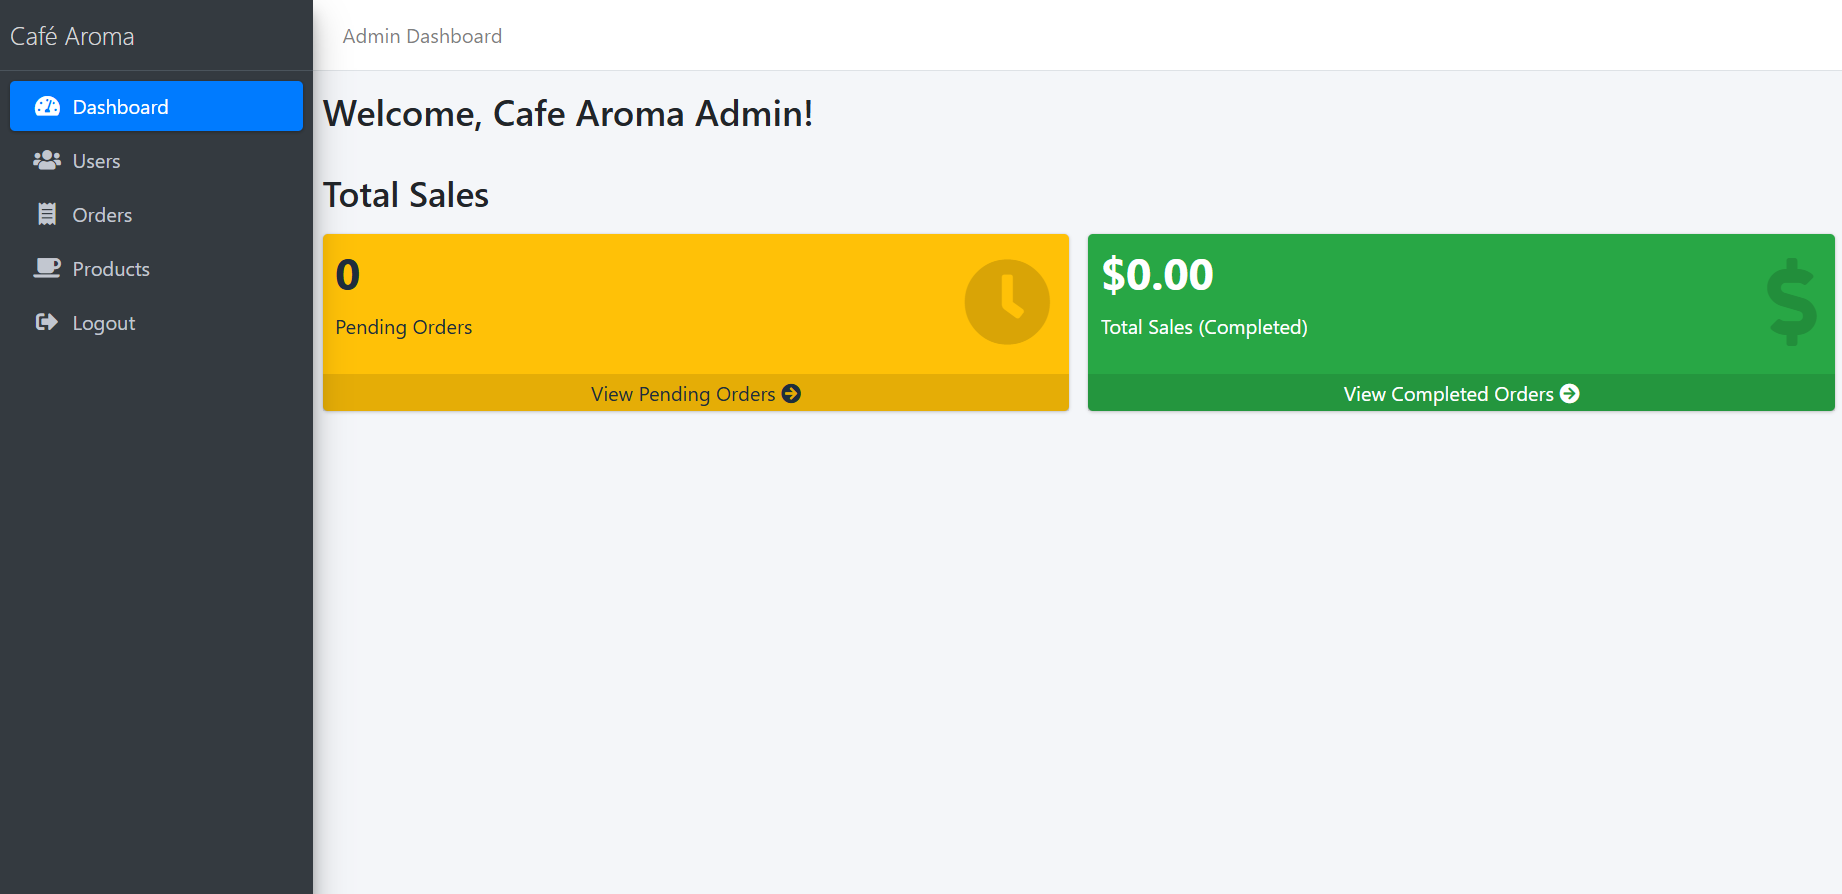 Café Aroma
Admin Dashboard
Dashboard
Users
Orders
Products
Logout
Welcome, Cafe Aroma Admin!
Total Sales
0
Pending Orders
View Pending Orders
$0.00
Total Sales (Completed)
View Completed Orders